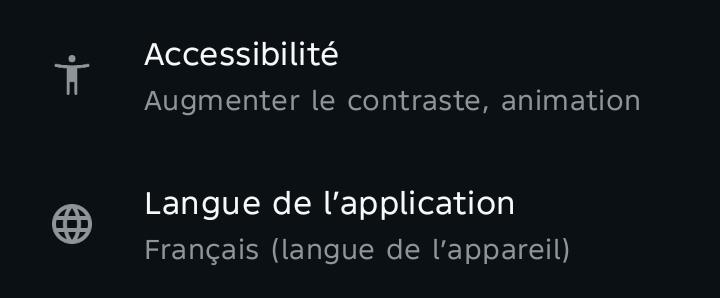 Accessibilité
Augmenter le contraste, animation
Langue de l’application
Français (langue de l’appareil)